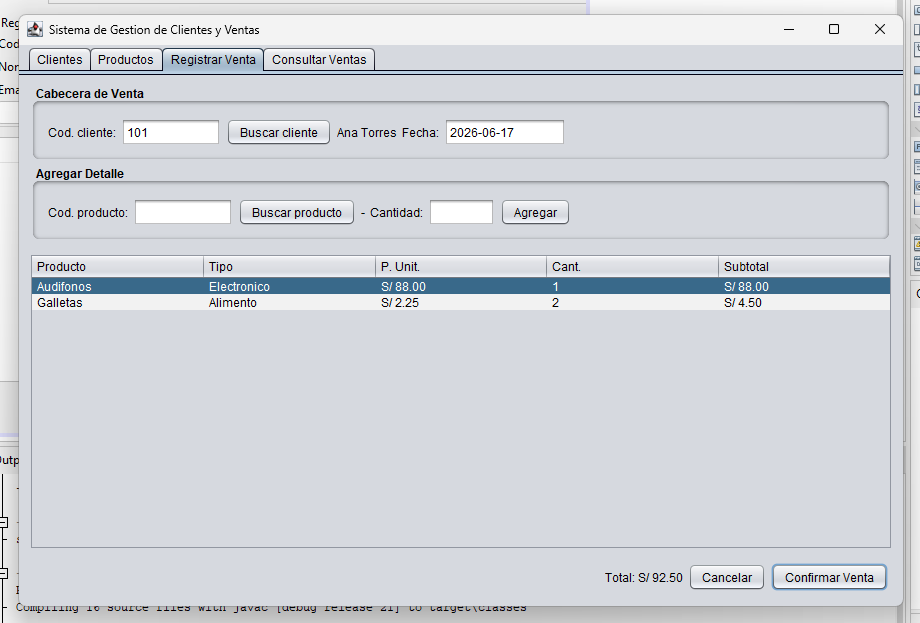 Reg
Sistema de Gestion de Clientes y Ventas
Cod
Clientes Productos Registrar Venta Consultar Ventas
Nor
Ema
Cabecera de Venta
Cod. cliente: 101 Buscar cliente Ana Torres Fecha: 2026-06-17
Agregar Detalle
Cod. producto: Buscar producto - Cantidad: Agregar
Producto Tipo P. Unit. Cant. Subtotal
Audifonos Electronico S/ 88.00 1 S/ 88.00
Galletas Alimento S/ 2.25 2 S/ 4.50
Outp
Total: S/ 92.50 Cancelar Confirmar Venta
Compiling 16 source files with javac [debug release 21] to target\classes